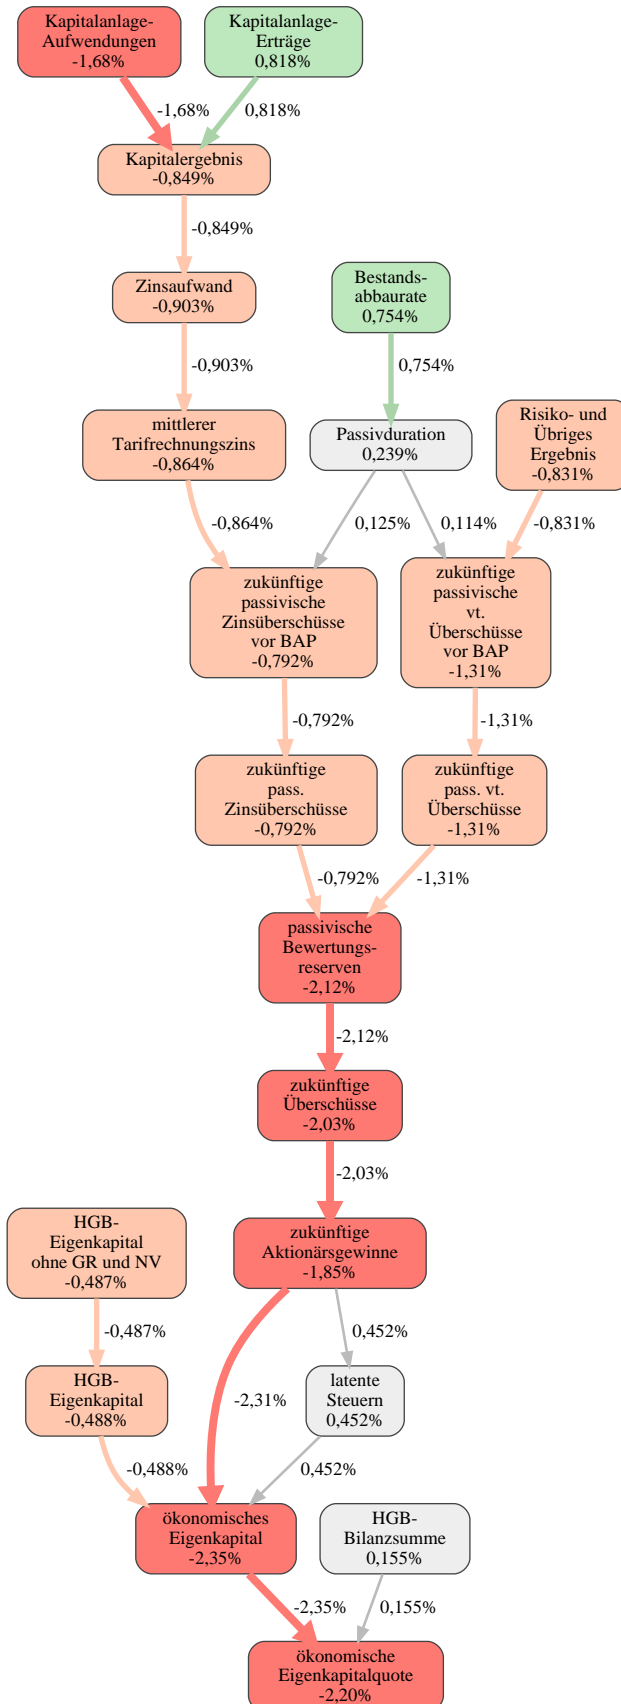 Kapitalanlage-
Aufwendungen
-1,68%
Kapitalanlage-
Erträge
0,818%
-1,68%
0,818%
Kapitalergebnis
-0,849%
-0,849%
Zinsaufwand
-0,903%
Bestands-
abbaurate
0,754%
-0,903%
0,754%
mittlerer
Tarifrechnungszins
-0,864%
Passivduration
0,239%
Risiko- und
Übriges
Ergebnis
-0,831%
-0,864%
0,125%
0,114%
-0,831%
zukünftige
passivische
Zinsüberschüsse
vor BAP
-0,792%
zukünftige
passivische
vt.
Überschüsse
vor BAP
-1,31%
-0,792%
-1,31%
zukünftige
pass.
Zinsüberschüsse
-0,792%
zukünftige
pass. vt.
Überschüsse
-1,31%
-0,792%
-1,31%
passivische
Bewertungs-
reserven
-2,12%
-2,12%
zukünftige
Überschüsse
-2,03%
-2,03%
HGB-
Eigenkapital
ohne GR und NV
-0,487%
zukünftige
Aktionärsgewinne
-1,85%
-0,487%
0,452%
HGB-
Eigenkapital
-0,488%
-2,31%
latente
Steuern
0,452%
-0,488%
0,452%
ökonomisches
Eigenkapital
-2,35%
HGB-
Bilanzsumme
0,155%
-2,35%
0,155%
ökonomische
Eigenkapitalquote
-2,20%